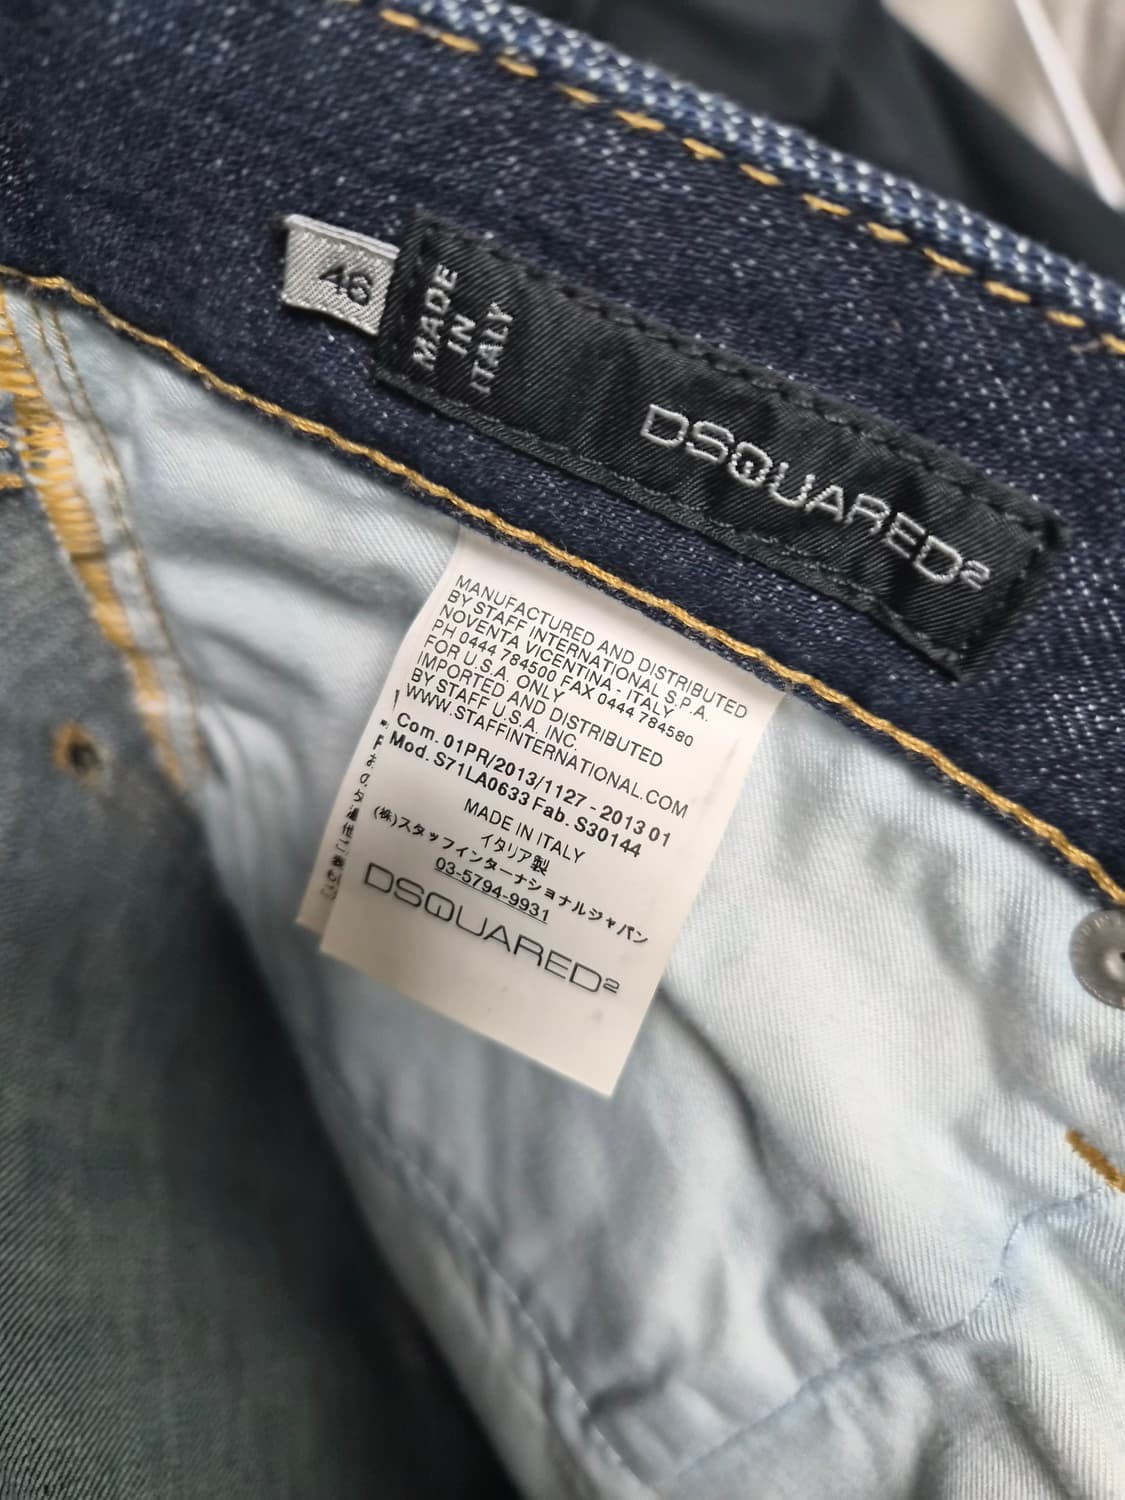 46
MADE
IN
ITALY
DSQUARED2
MANUFACTURED AND DISTRIBUTED
BY STAFF INTERNATIONAL S.P.A.
NOVENTA VICENTINA - ITALY
PH 0444 784500 FAX 0444 784580
FOR U.S.A. ONLY
IMPORTED AND DISTRIBUTED
BY STAFF U.S.A. INC.
WWW.STAFFINTERNATIONAL.COM
Com. 01PR/2013/1127 - 2013 01
Mod. S71LA0633 Fab. S30144
MADE IN ITALY
イタリア製
(株)スタッフインターナショナルジャパン
03-5794-9931
DSQUARED2